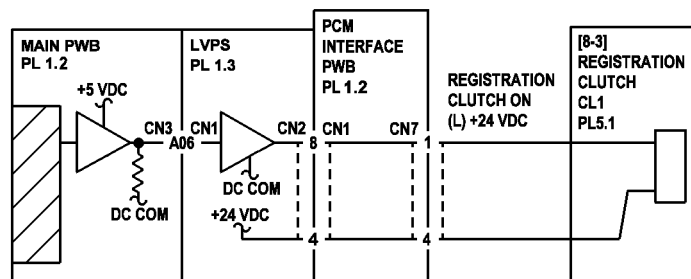 MAIN PWB
PL 1.2
+5 VDC
CN3
A06
DC COM
LVPS
PL 1.3
CN1
CN2
DC COM
+24 VDC
8
4
PCM
INTERFACE
PWB
PL 1.2
CN1
CN7
1
4
REGISTRATION
CLUTCH ON
(L) +24 VDC
[8-3]
REGISTRATION
CLUTCH
CL1
PL5.1